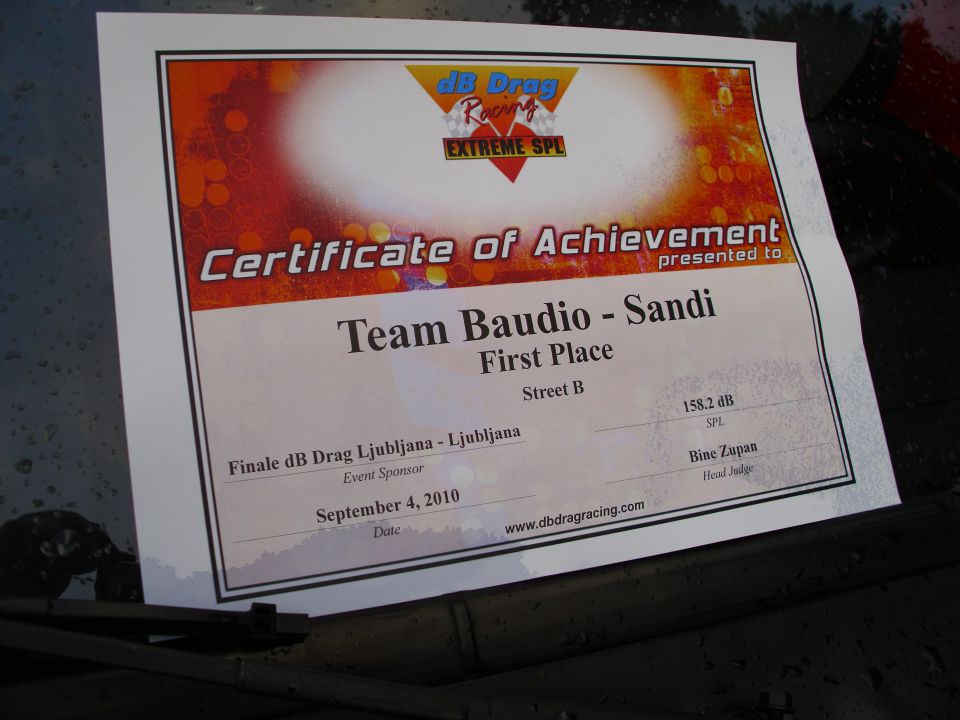 dB Drag
Racing
EXTREME SPL
Certificate of Achievement
presented to
Team Baudio - Sandi
First Place
Street B
Finale dB Drag Ljubljana - Ljubljana
Event Sponsor
158.2 dB
SPL
September 4, 2010
Date
Bine Zupan
Head Judge
www.dbdragracing.com